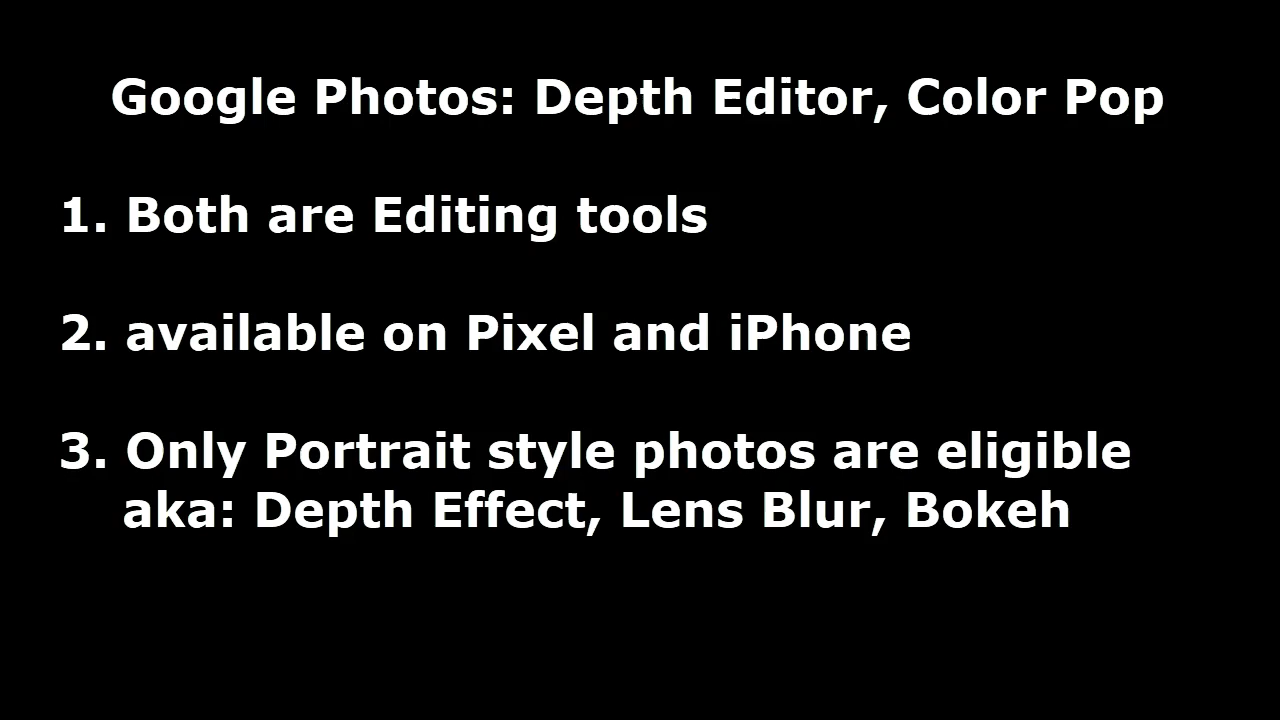 Google Photos: Depth Editor, Color Pop
1. Both are Editing tools
2. available on Pixel and iPhone
3. Only Portrait style photos are eligible
aka: Depth Effect, Lens Blur, Bokeh